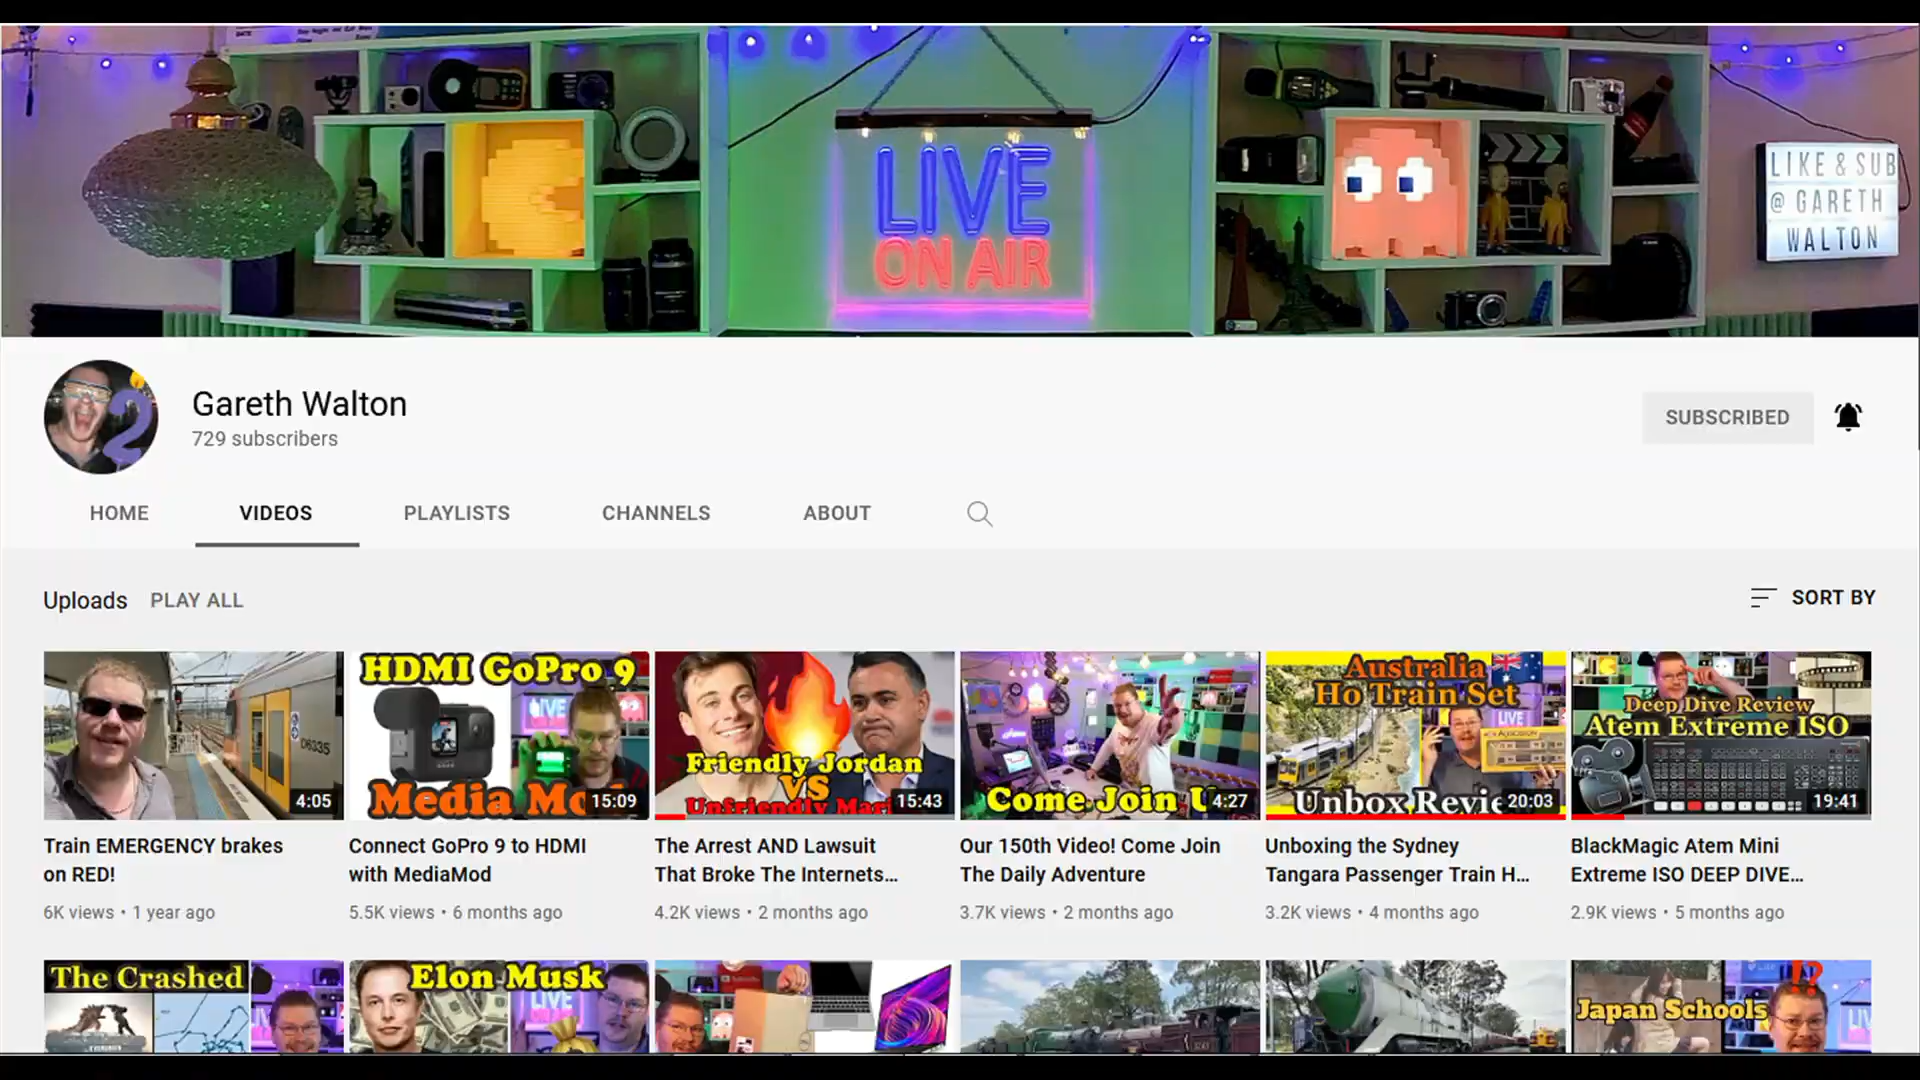 LIVE
ON AIR
LIKE & SUB
@ GARETH
WALTON
Gareth Walton
729 subscribers
SUBSCRIBED
HOME
VIDEOS
PLAYLISTS
CHANNELS
ABOUT
Uploads
PLAY ALL
SORT BY
D6335
4:05
HDMI GoPro 9
Media Mo
15:09
Friendly Jordan
VS
Unfriendly Mari
15:43
Come Join U
4:27
Australia
Ho Train Set
LIVE
Unbox Revie
20:03
Deep Dive Review
Atem Extreme ISO
19:41
Train EMERGENCY brakes
on RED!
6K views • 1 year ago
Connect GoPro 9 to HDMI
with MediaMod
5.5K views • 6 months ago
The Arrest AND Lawsuit
That Broke The Internets...
4.2K views • 2 months ago
Our 150th Video! Come Join
The Daily Adventure
3.7K views • 2 months ago
Unboxing the Sydney
Tangara Passenger Train H...
3.2K views • 4 months ago
BlackMagic Atem Mini
Extreme ISO DEEP DIVE...
2.9K views • 5 months ago
The Crashed
Elon Musk
LIVE
Japan Schools
!?